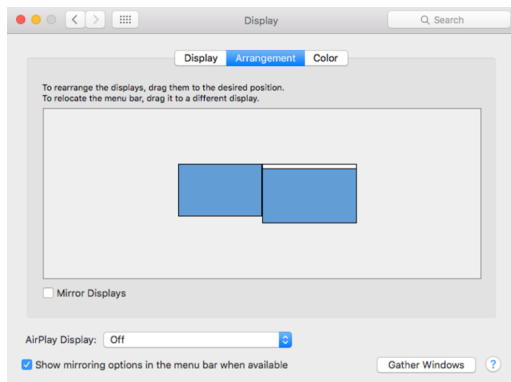 Display
Search
Display Arrangement Color
To rearrange the displays, drag them to the desired position.
To relocate the menu bar, drag it to a different display.
Mirror Displays
AirPlay Display: Off
Show mirroring options in the menu bar when available
Gather Windows ?